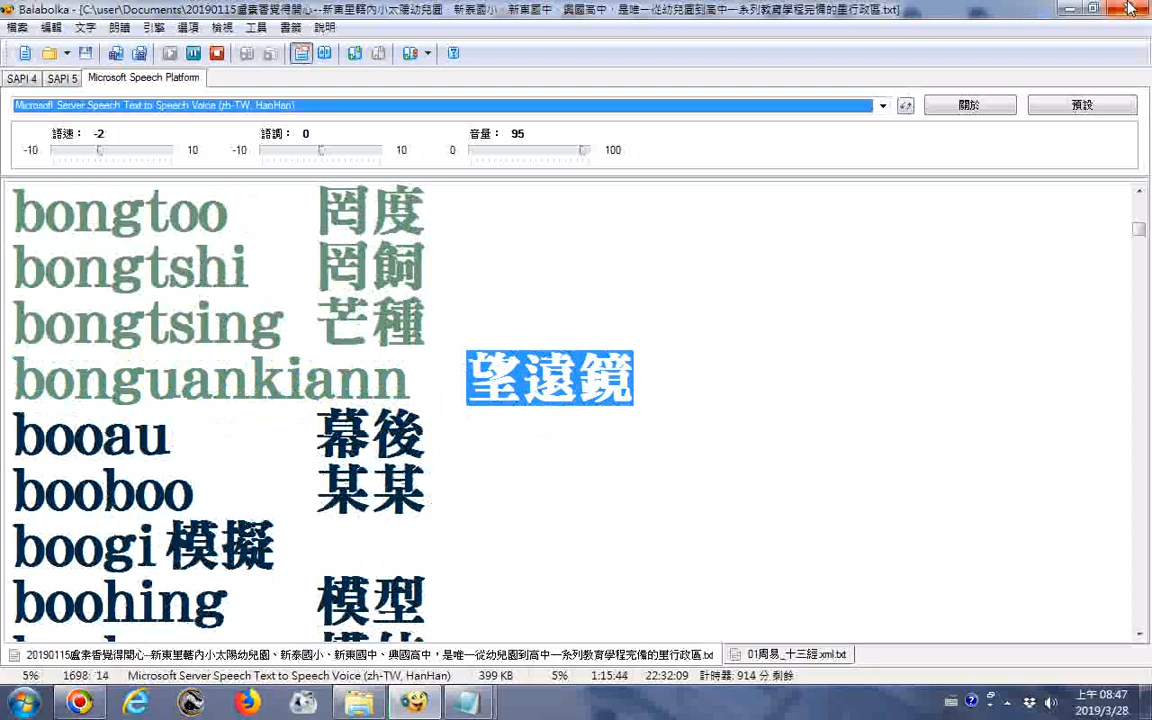 Balabolka - [C:\user\Documents\20190115盧素香覺得開心--新東里轄內小太陽幼兒園、新泰國小、新東國中、興國高中，是唯一從幼兒園到高中一系列教育學程完備的里行政區.txt]
檔案 編輯 文字 朗讀 引擎 選項 檢視 工具 書籤 說明
SAPI 4 SAPI 5 Microsoft Speech Platform
Microsoft Server Speech Text to Speech Voice (zh-TW, HanHan)
關於 預設
語速： -2 語調： 0 音量： 95
-10 10 -10 10 0 100
bongtoo 罔度
bongtshi 罔飼
bongtsing 芒種
bonguankiann 望遠鏡
booau 幕後
booboo 某某
boogi 模擬
boohing 模型
20190115盧素香覺得開心--新東里轄內小太陽幼兒園、新泰國小、新東國中、興國高中，是唯一從幼兒園到高中一系列教育學程完備的里行政區.txt 01周易_十三經.xml.txt
5% 1698: 14 Microsoft Server Speech Text to Speech Voice (zh-TW, HanHan) 399 KB 5% 1:15:44 22:32:09 計時器: 914 分 剩餘
上午 08:47
2019/3/28